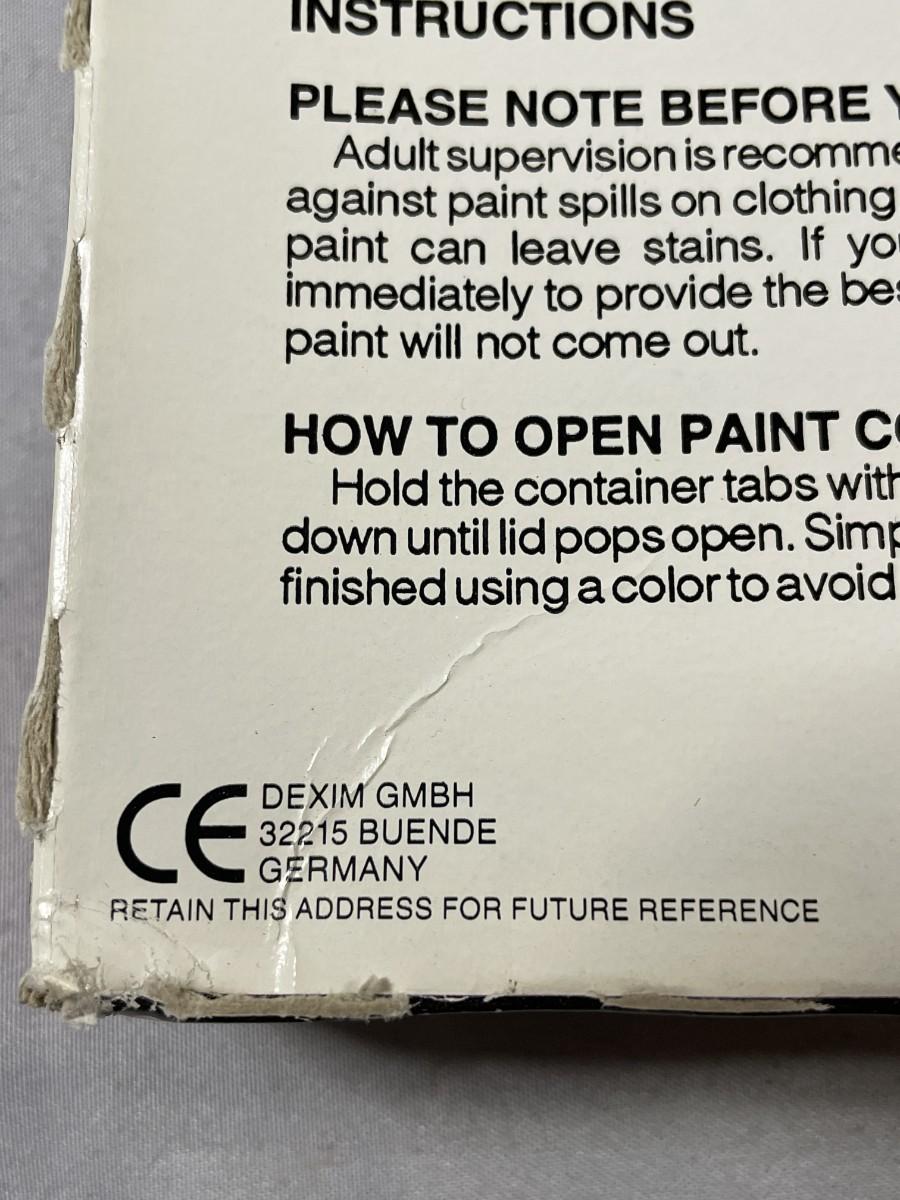 INSTRUCTIONS
PLEASE NOTE BEFORE
Adult supervision is
against paint spills on clothing
paint can leave stains. If
immediately to provide the
paint will not come out.
HOW TO OPEN PAINT
Hold the container tabs
down until lid pops open.
finished using a color to avoid
CE DEXIM GMBH
32215 BUENDE
GERMANY
RETAIN THIS ADDRESS FOR FUTURE REFERENCE